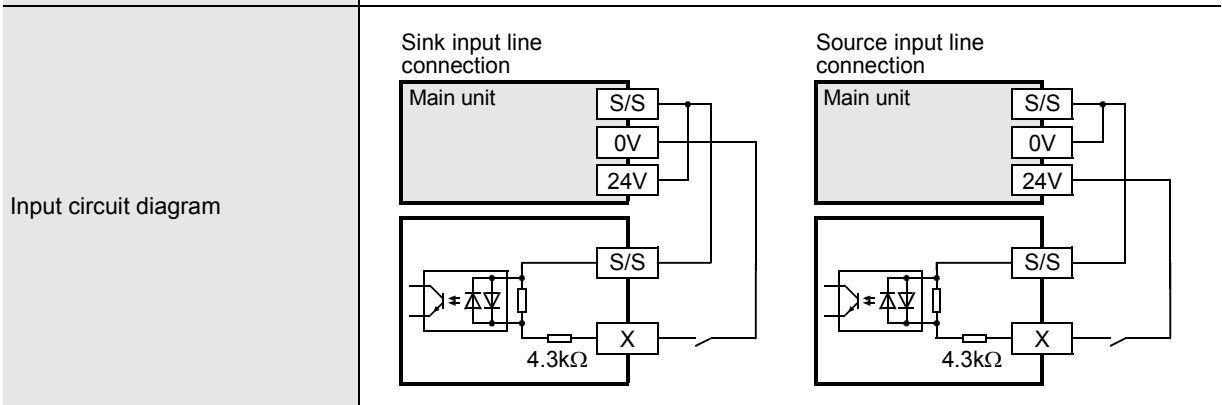 Input circuit diagram
Sink input line
connection
Main unit
S/S
0V
24V
S/S
X
4.3kΩ
Source input line
connection
Main unit
S/S
0V
24V
S/S
X
4.3kΩ